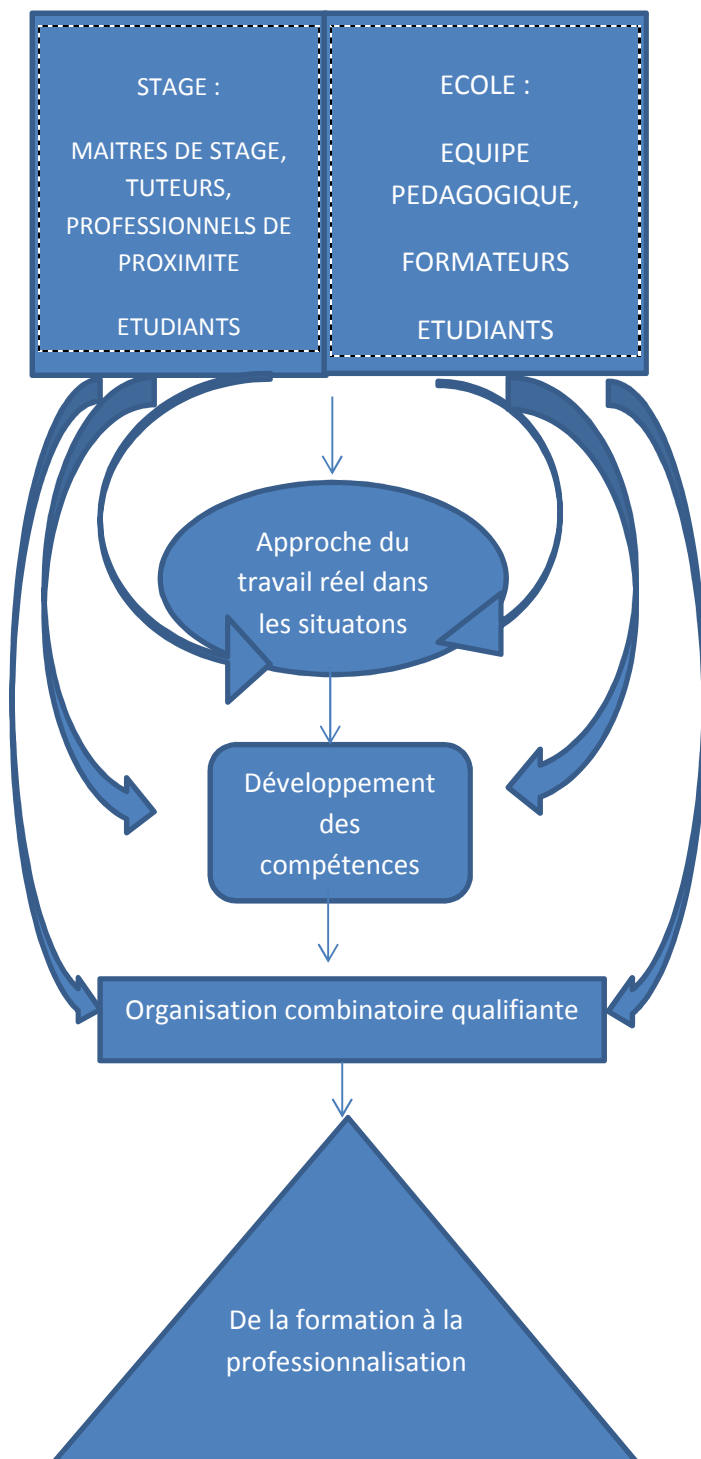 STAGE :
MAITRES DE STAGE,
TUTEURS,
PROFESSIONNELS DE
PROXIMITE
ETUDIANTS
ECOLE :
EQUIPE
PEDAGOGIQUE,
FORMATEURS
ETUDIANTS
Approche du
travail réel dans
les situatons
Développement
des
compétences
Organisation combinatoire qualifiante
De la formation à la
professionnalisation